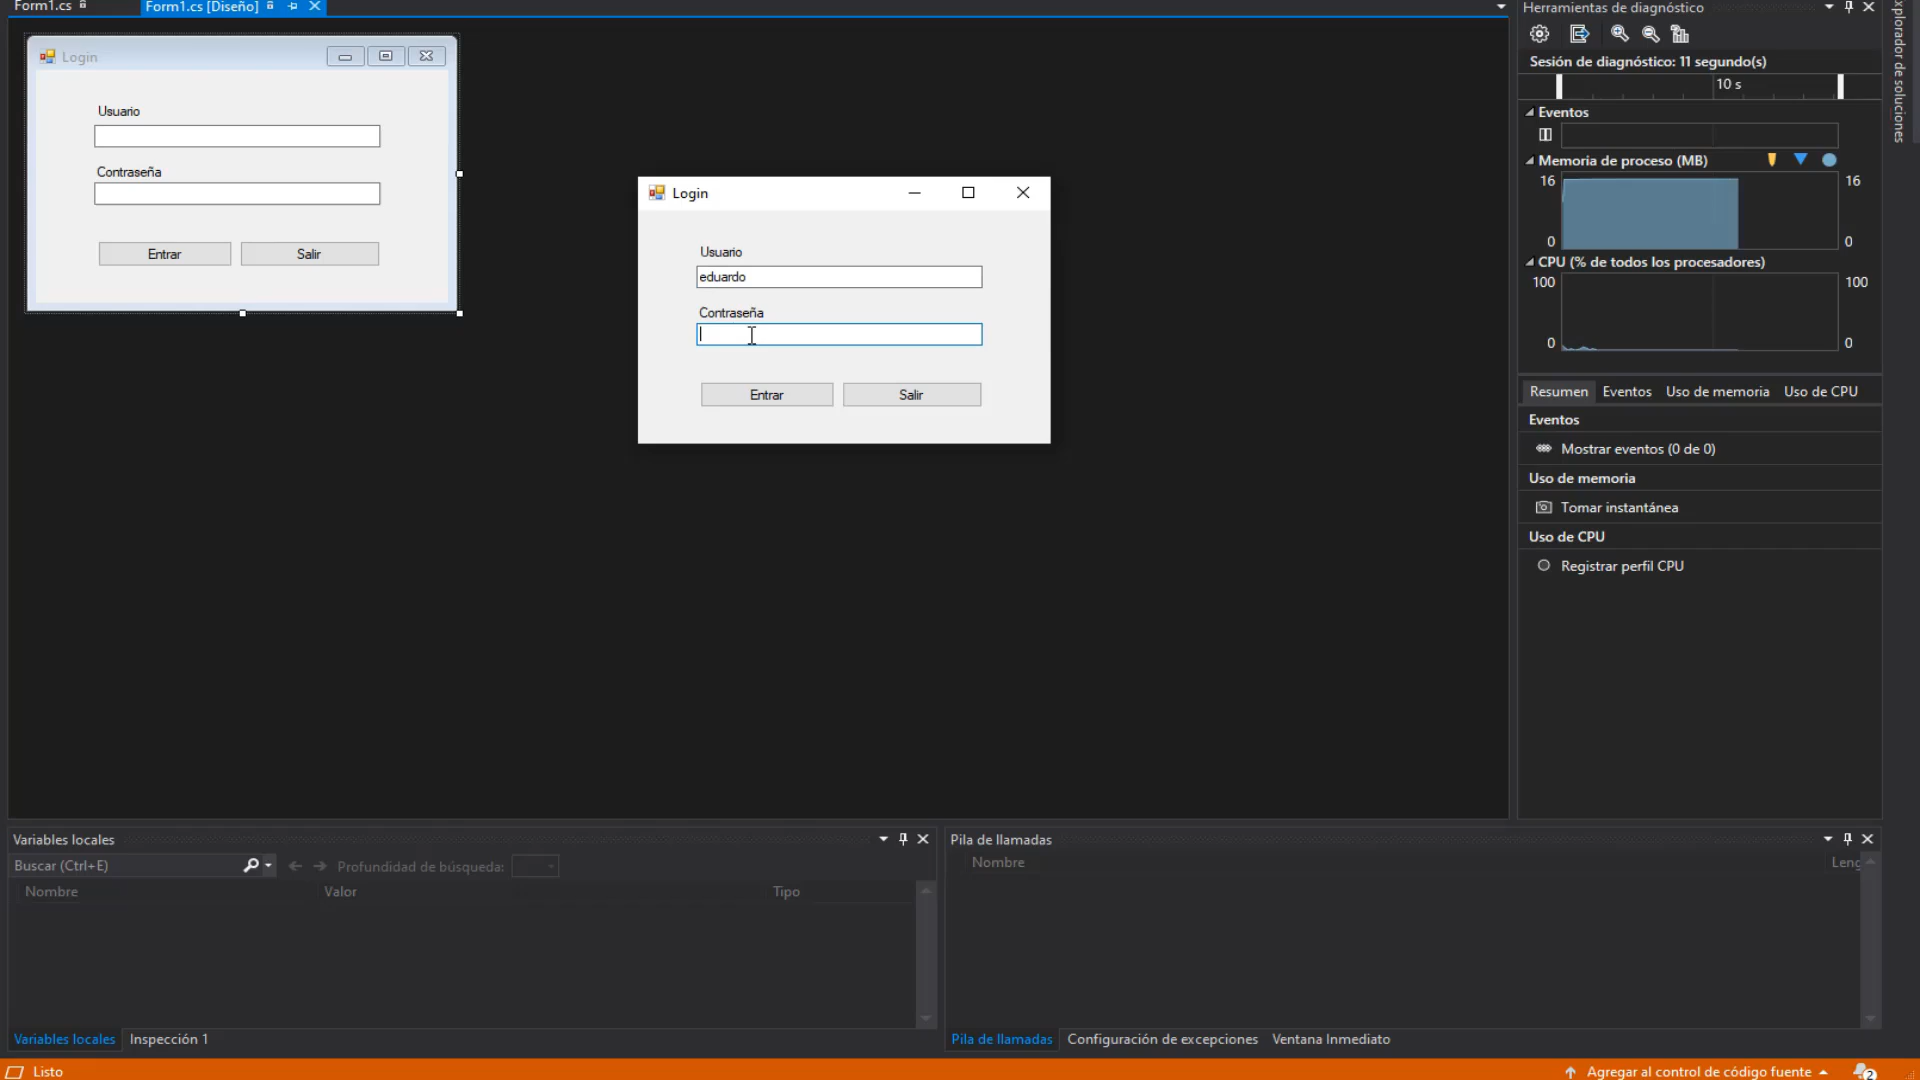 Form1.cs
Form1.cs [Diseño]
Login
Usuario
Contraseña
Entrar
Salir
Login
Usuario
eduardo
Contraseña
Entrar
Salir
Herramientas de diagnóstico
Sesión de diagnóstico: 11 segundo(s)
10 s
Eventos
Memoria de proceso (MB)
16
16
0
0
CPU (% de todos los procesadores)
100
100
0
0
Resumen
Eventos
Uso de memoria
Uso de CPU
Eventos
Mostrar eventos (0 de 0)
Uso de memoria
Tomar instantánea
Uso de CPU
Registrar perfil CPU
xplorador de soluciones
Variables locales
Buscar (Ctrl+E)
Profundidad de búsqueda:
Nombre
Valor
Tipo
Variables locales
Inspección 1
Pila de llamadas
Nombre
Leng
Pila de llamadas
Configuración de excepciones
Ventana Inmediato
Listo
Agregar al control de código fuente
2